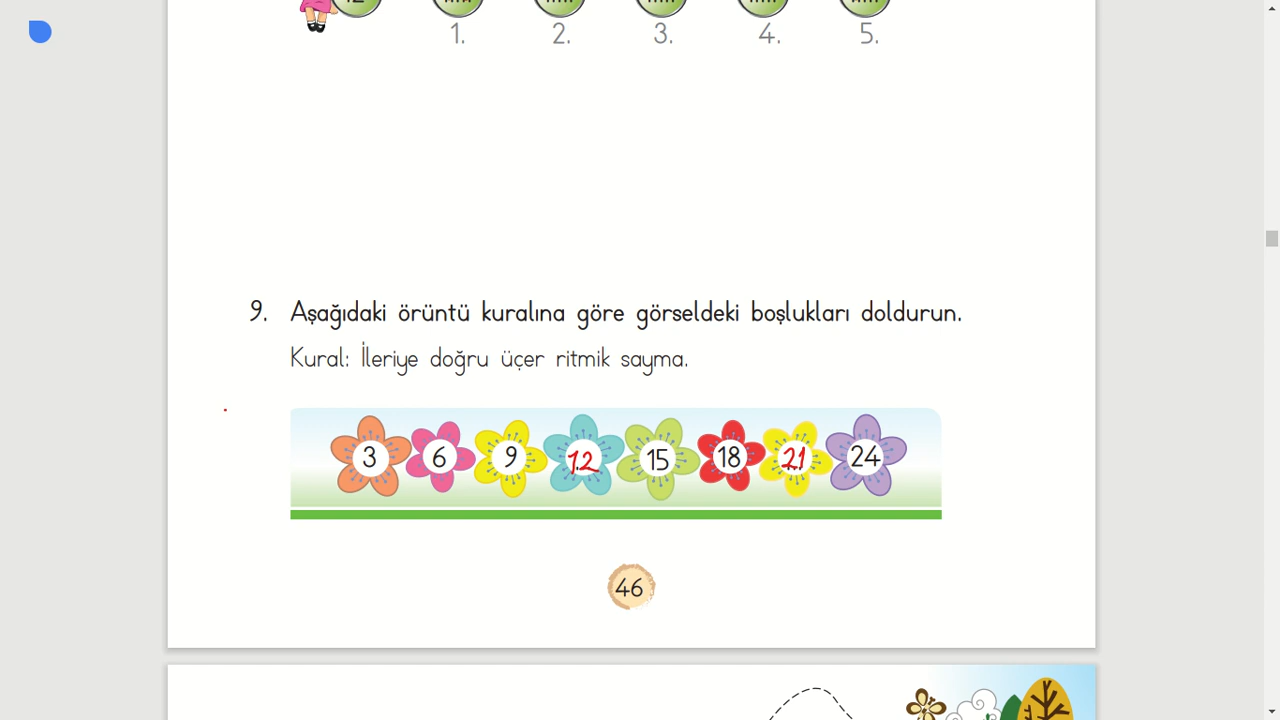 1. 2. 3. 4. 5.
9. Aşağıdaki örüntü kuralına göre görseldeki boşlukları doldurun.
Kural: İleriye doğru üçer ritmik sayma.
3 6 9 12 15 18 21 24
46